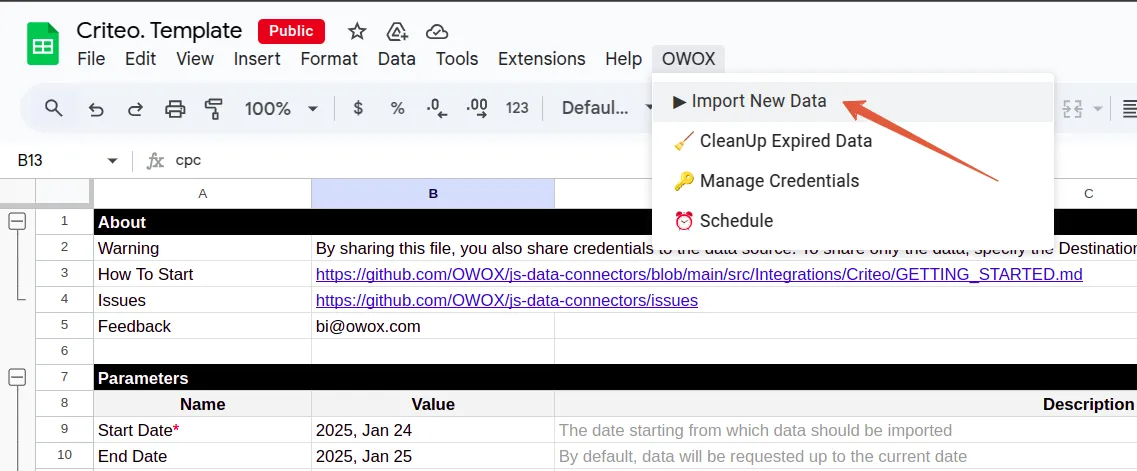 Criteo. Template Public
File Edit View Insert Format Data Tools Extensions Help OWOX
100% $ % .0 .00 123 Defaul...
▶ Import New Data
🧹 CleanUp Expired Data
🔑 Manage Credentials
⏰ Schedule
B13 fx cpc
A B C
1 About
2 Warning By sharing this file, you also share credentials to the data source. To share only the data, specify the Destination
3 How To Start https://github.com/OWOX/js-data-connectors/blob/main/src/Integrations/Criteo/GETTING_STARTED.md
4 Issues https://github.com/OWOX/js-data-connectors/issues
5 Feedback bi@owox.com
6
7 Parameters
8 Name Value Description
9 Start Date* 2025, Jan 24 The date starting from which data should be imported
10 End Date 2025, Jan 25 By default, data will be requested up to the current date